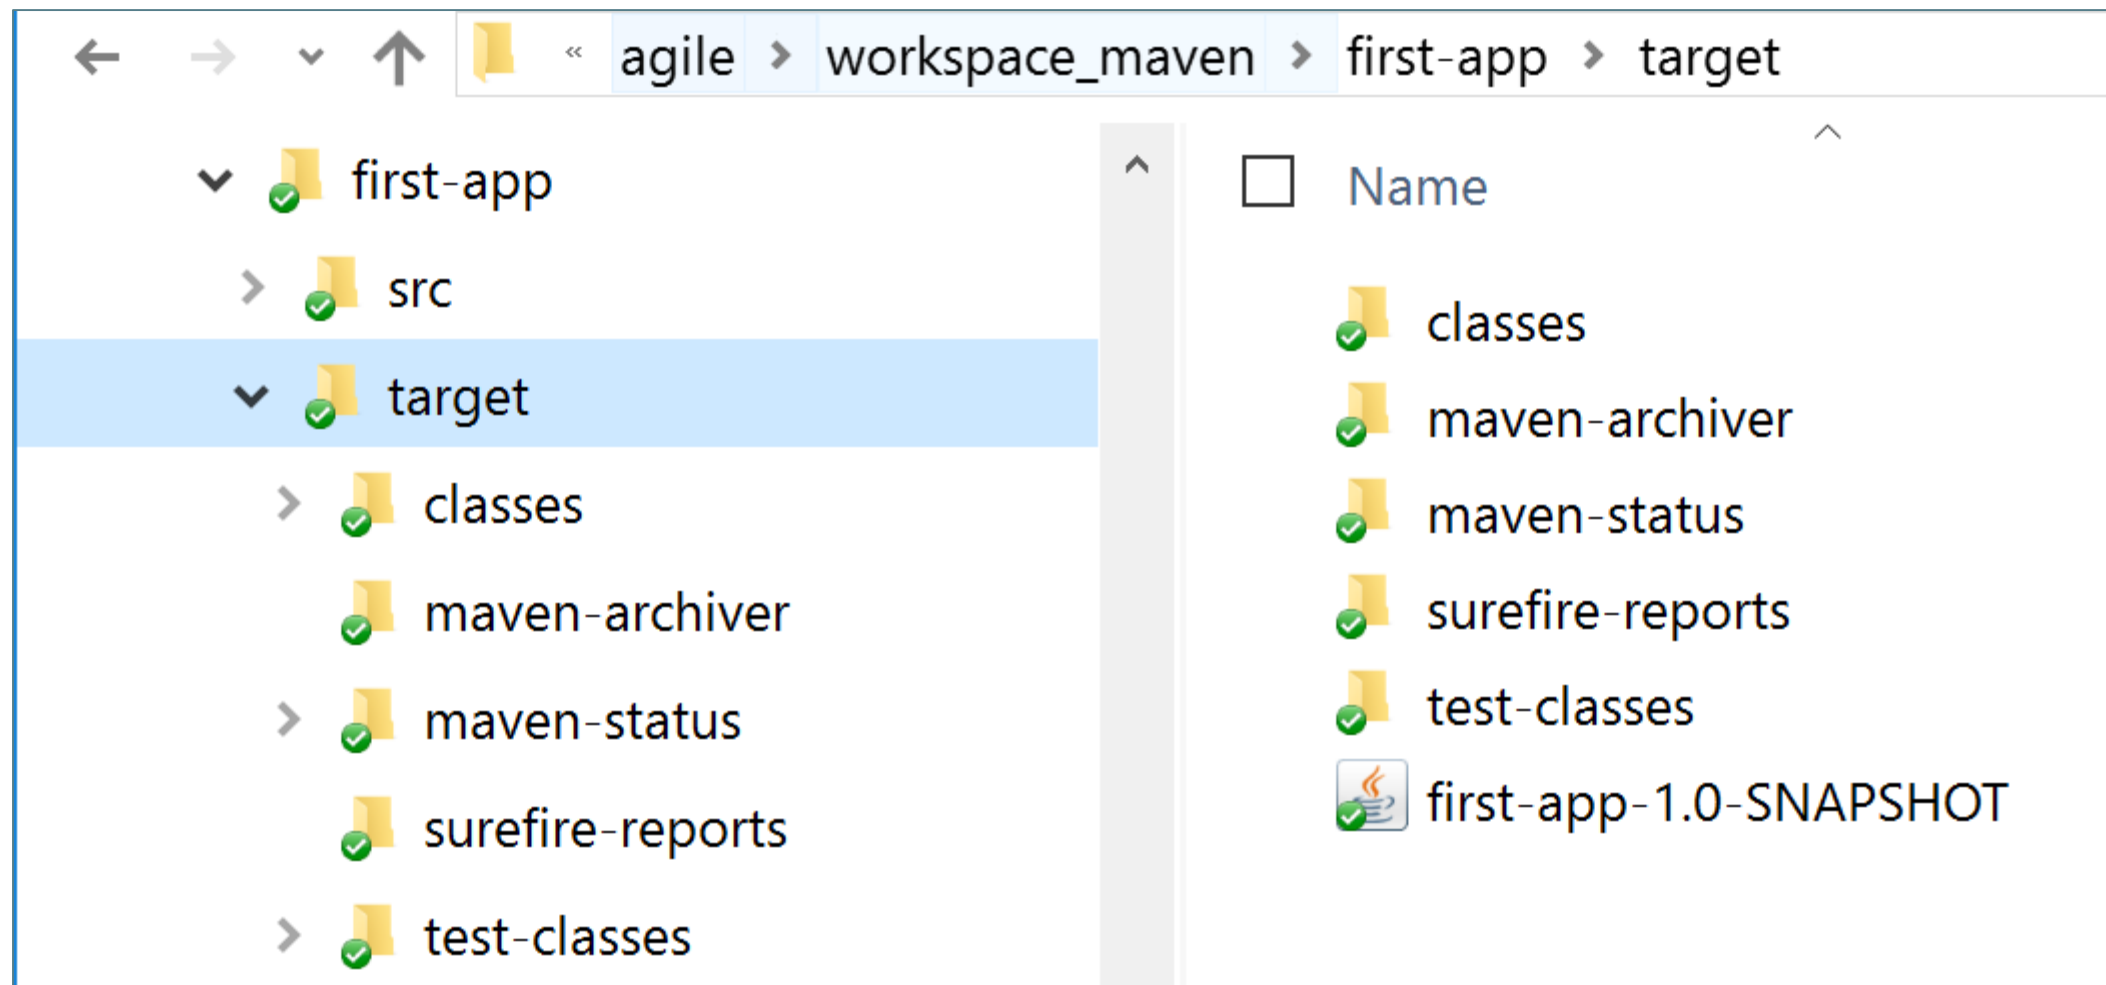 « agile > workspace_maven > first-app > target
first-app
src
target
classes
maven-archiver
maven-status
surefire-reports
test-classes
Name
classes
maven-archiver
maven-status
surefire-reports
test-classes
first-app-1.0-SNAPSHOT